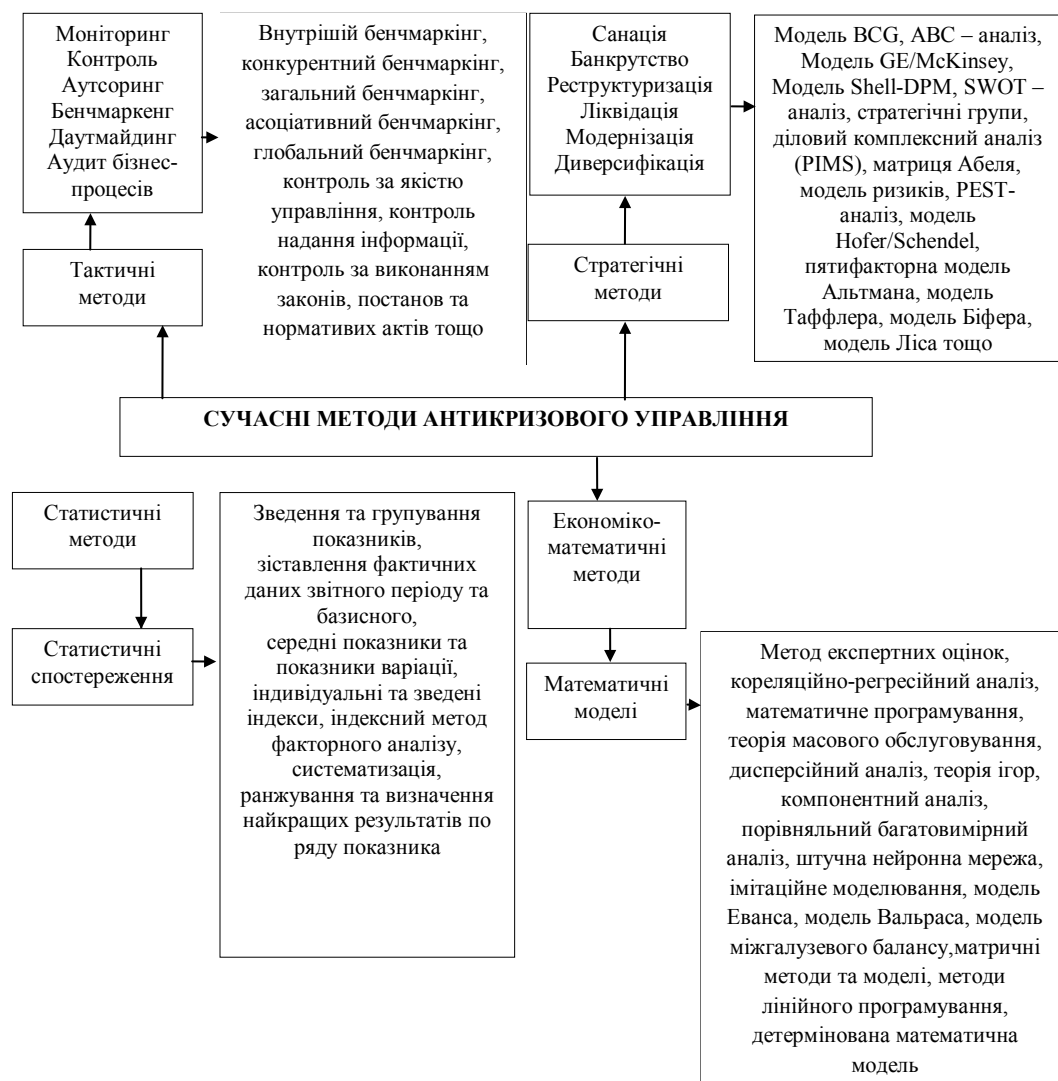 Моніторинг
Контроль
Аутсоринг
Бенчмаркенг
Даутмайдинг
Аудит бізнес-
процесів
Тактичні
методи
Внутрішій бенчмаркінг,
конкурентний бенчмаркінг,
загальний бенчмаркінг,
асоціативний бенчмаркінг,
глобальний бенчмаркінг,
контроль за якістю
управління, контроль
надання інформації,
контроль за виконанням
законів, постанов та
нормативих актів тощо
Санація
Банкрутство
Реструктуризація
Ліквідація
Модернізація
Диверсифікація
Стратегічні
методи
Модель BCG, ABC – аналіз,
Модель GE/McKinsey,
Модель Shell-DPM, SWOT –
аналіз, стратегічні групи,
діловий комплексний аналіз
(PIMS), матриця Абеля,
модель ризиків, PEST-
аналіз, модель
Hofer/Schendel,
пятифакторна модель
Альтмана, модель
Таффлера, модель Біфера,
модель Ліса тощо
СУЧАСНІ МЕТОДИ АНТИКРИЗОВОГО УПРАВЛІННЯ
Статистичні
методи
Статистичні
спостереження
Зведення та групування
показників,
зіставлення фактичних
даних звітного періоду та
базисного,
середні показники та
показники варіації,
індивідуальні та зведені
індекси, індексний метод
факторного аналізу,
систематизація,
ранжування та визначення
найкращих результатів по
ряду показника
Економіко-
математичні
методи
Математичні
моделі
Метод експертних оцінок,
кореляційно-регресійний аналіз,
математичне програмування,
теорія масового обслуговування,
дисперсійний аналіз, теорія ігор,
компонентний аналіз,
порівняльний багатовимірний
аналіз, штучна нейронна мережа,
імітаційне моделювання, модель
Еванса, модель Вальраса, модель
міжгалузевого балансу,матричні
методи та моделі, методи
лінійного програмування,
детермінована математична
модель